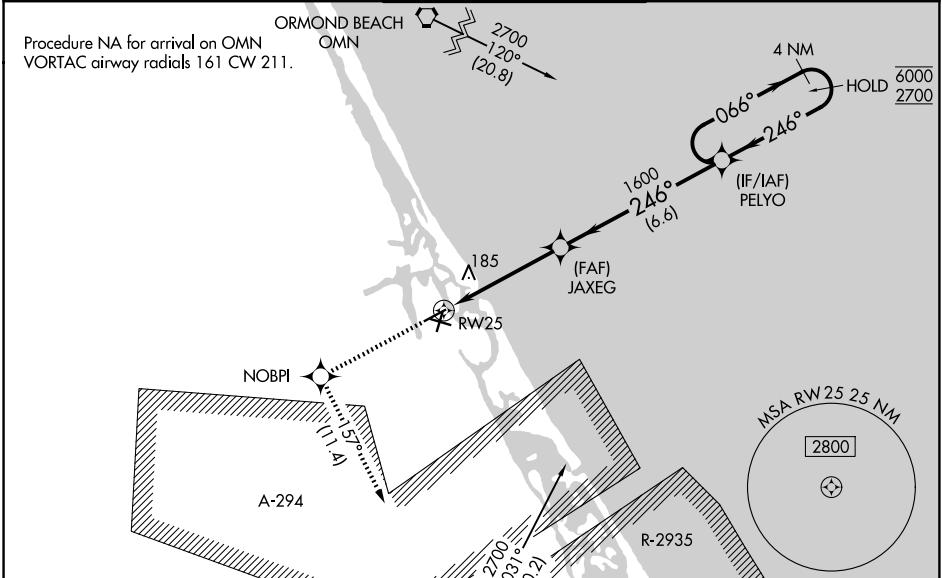 Procedure NA for arrival on OMN
VORTAC airway radials 161 CW 211.
ORMOND BEACH
OMN
2700
120°
(20.8)
4 NM
HOLD
6000
2700
066°
246°
(IF/IAF)
PELYO
1600
246°
(6.6)
(FAF)
JAXEG
185
RW25
NOBPI
157°
(11.4)
A-294
2700
031°
R-2935
MSA RW25 25 NM
2800